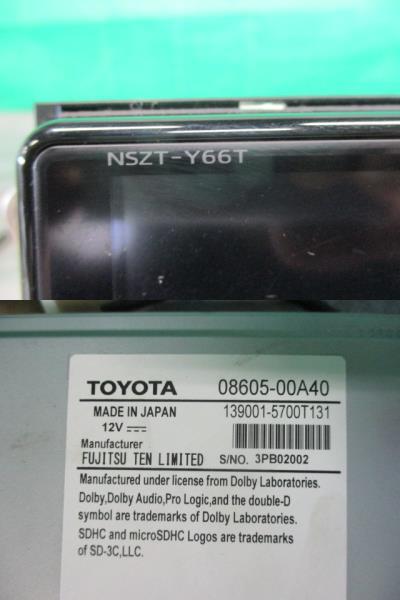 NSZT-Y66T
TOYOTA 08605-00A40
MADE IN JAPAN 139001-5700T131
12V
Manufacturer
FUJITSU TEN LIMITED S/NO. 3PB02002
Manufactured under license from Dolby Laboratories.
Dolby,Dolby Audio,Pro Logic,and the double-D
symbol are trademarks of Dolby Laboratories.
SDHC and microSDHC Logos are trademarks
of SD-3C,LLC.